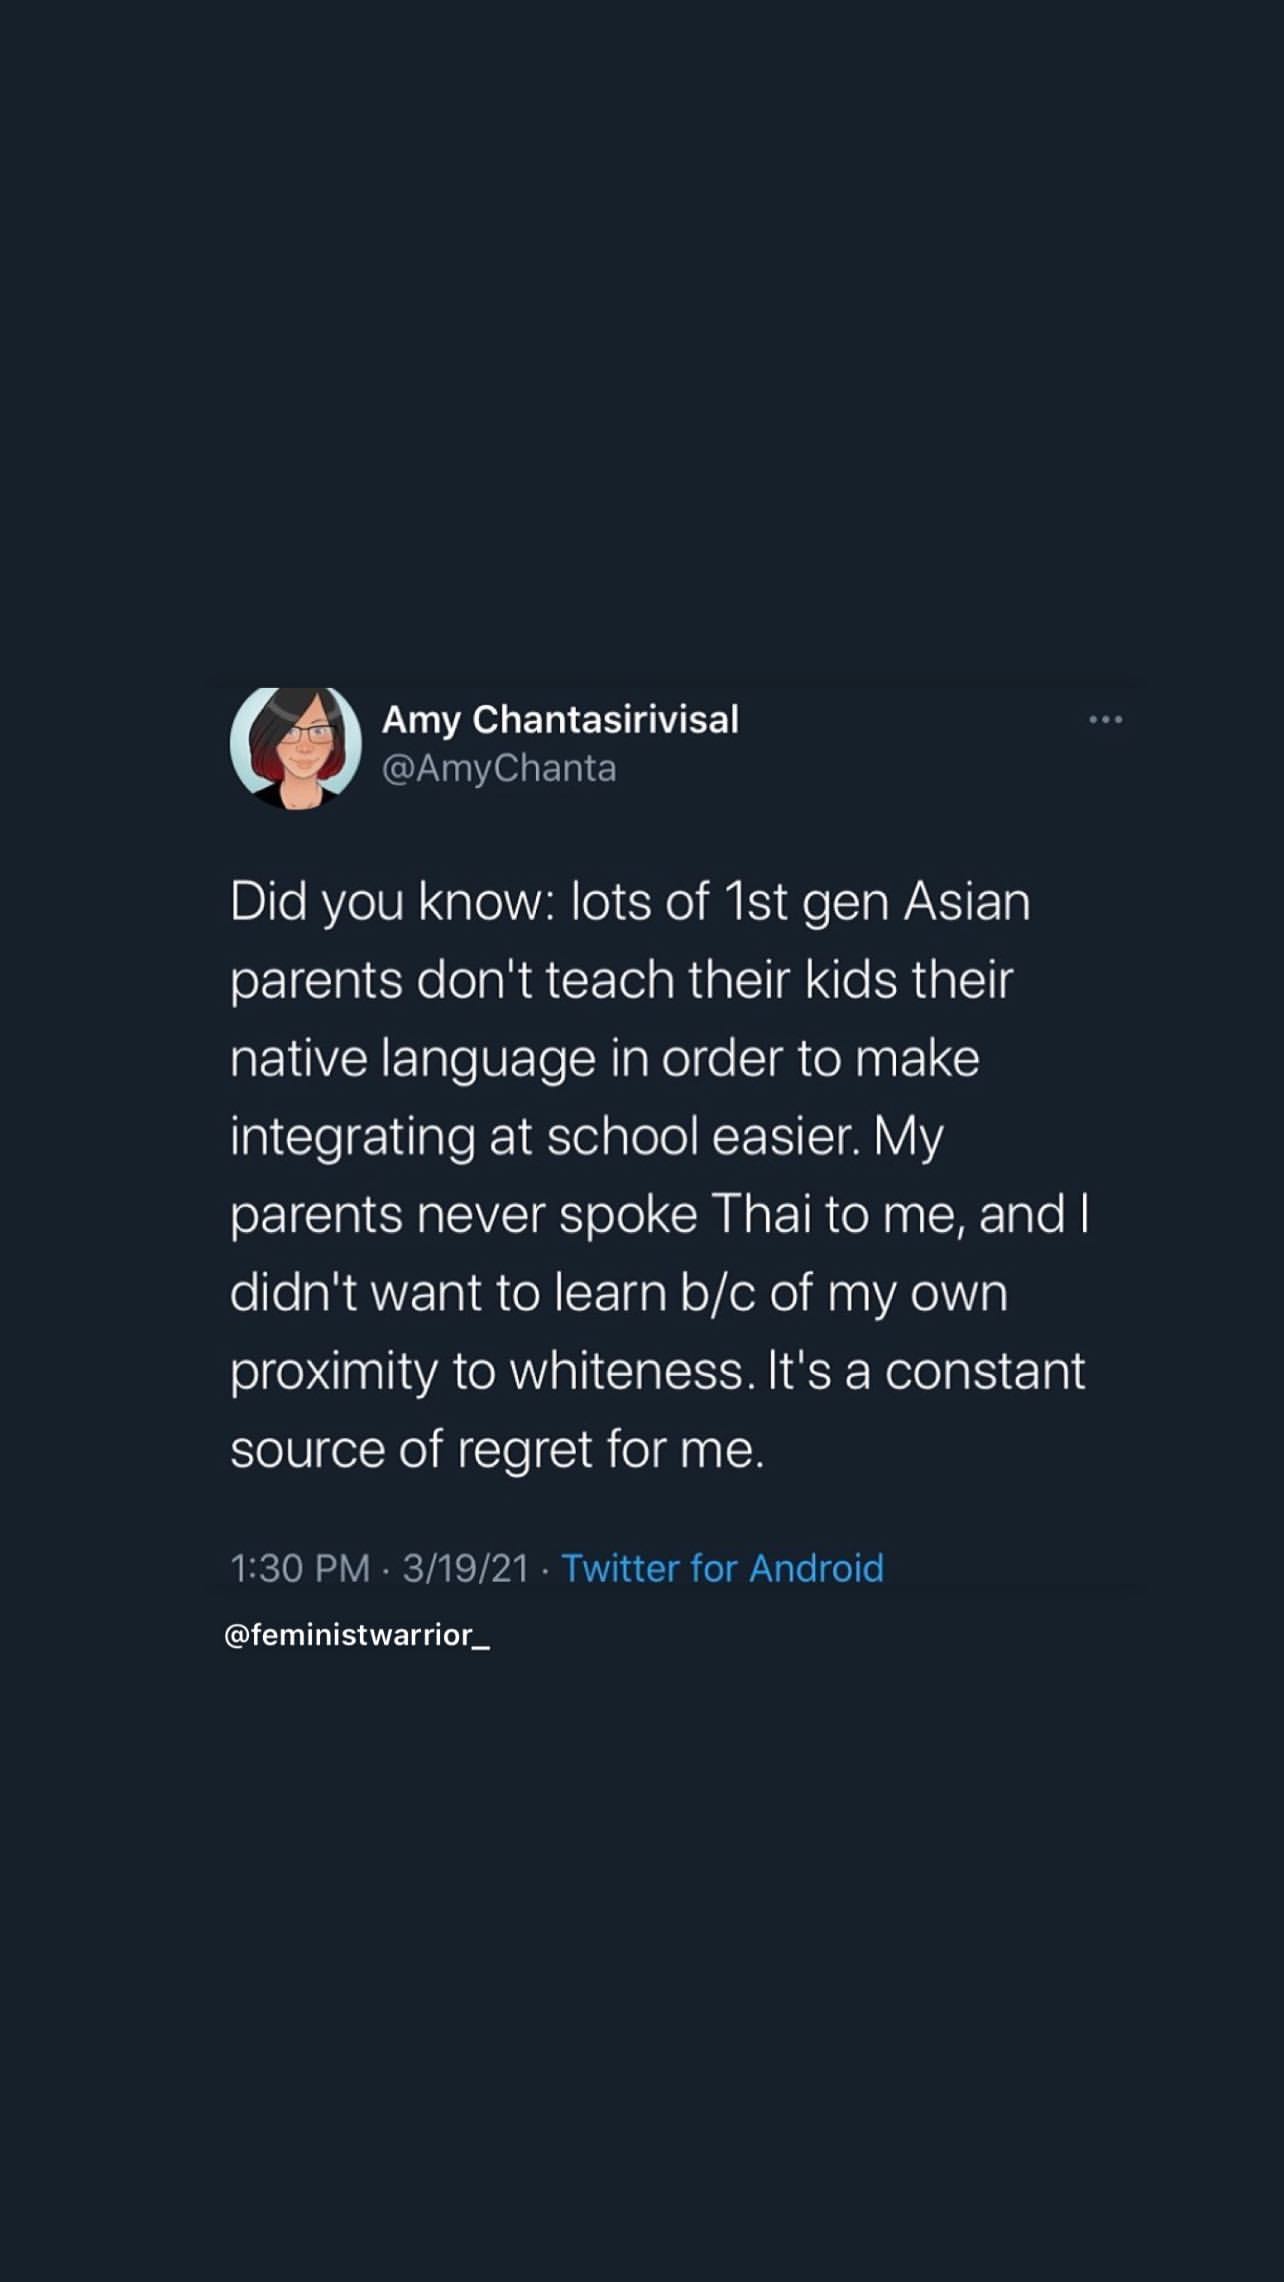 Amy Chantasirivisal
@AmyChanta
Did you know: lots of 1st gen Asian
parents don't teach their kids their
native language in order to make
integrating at school easier. My
parents never spoke Thai to me, and I
didn't want to learn b/c of my own
proximity to whiteness. It's a constant
source of regret for me.
1:30 PM · 3/19/21 · Twitter for Android
@feministwarrior_